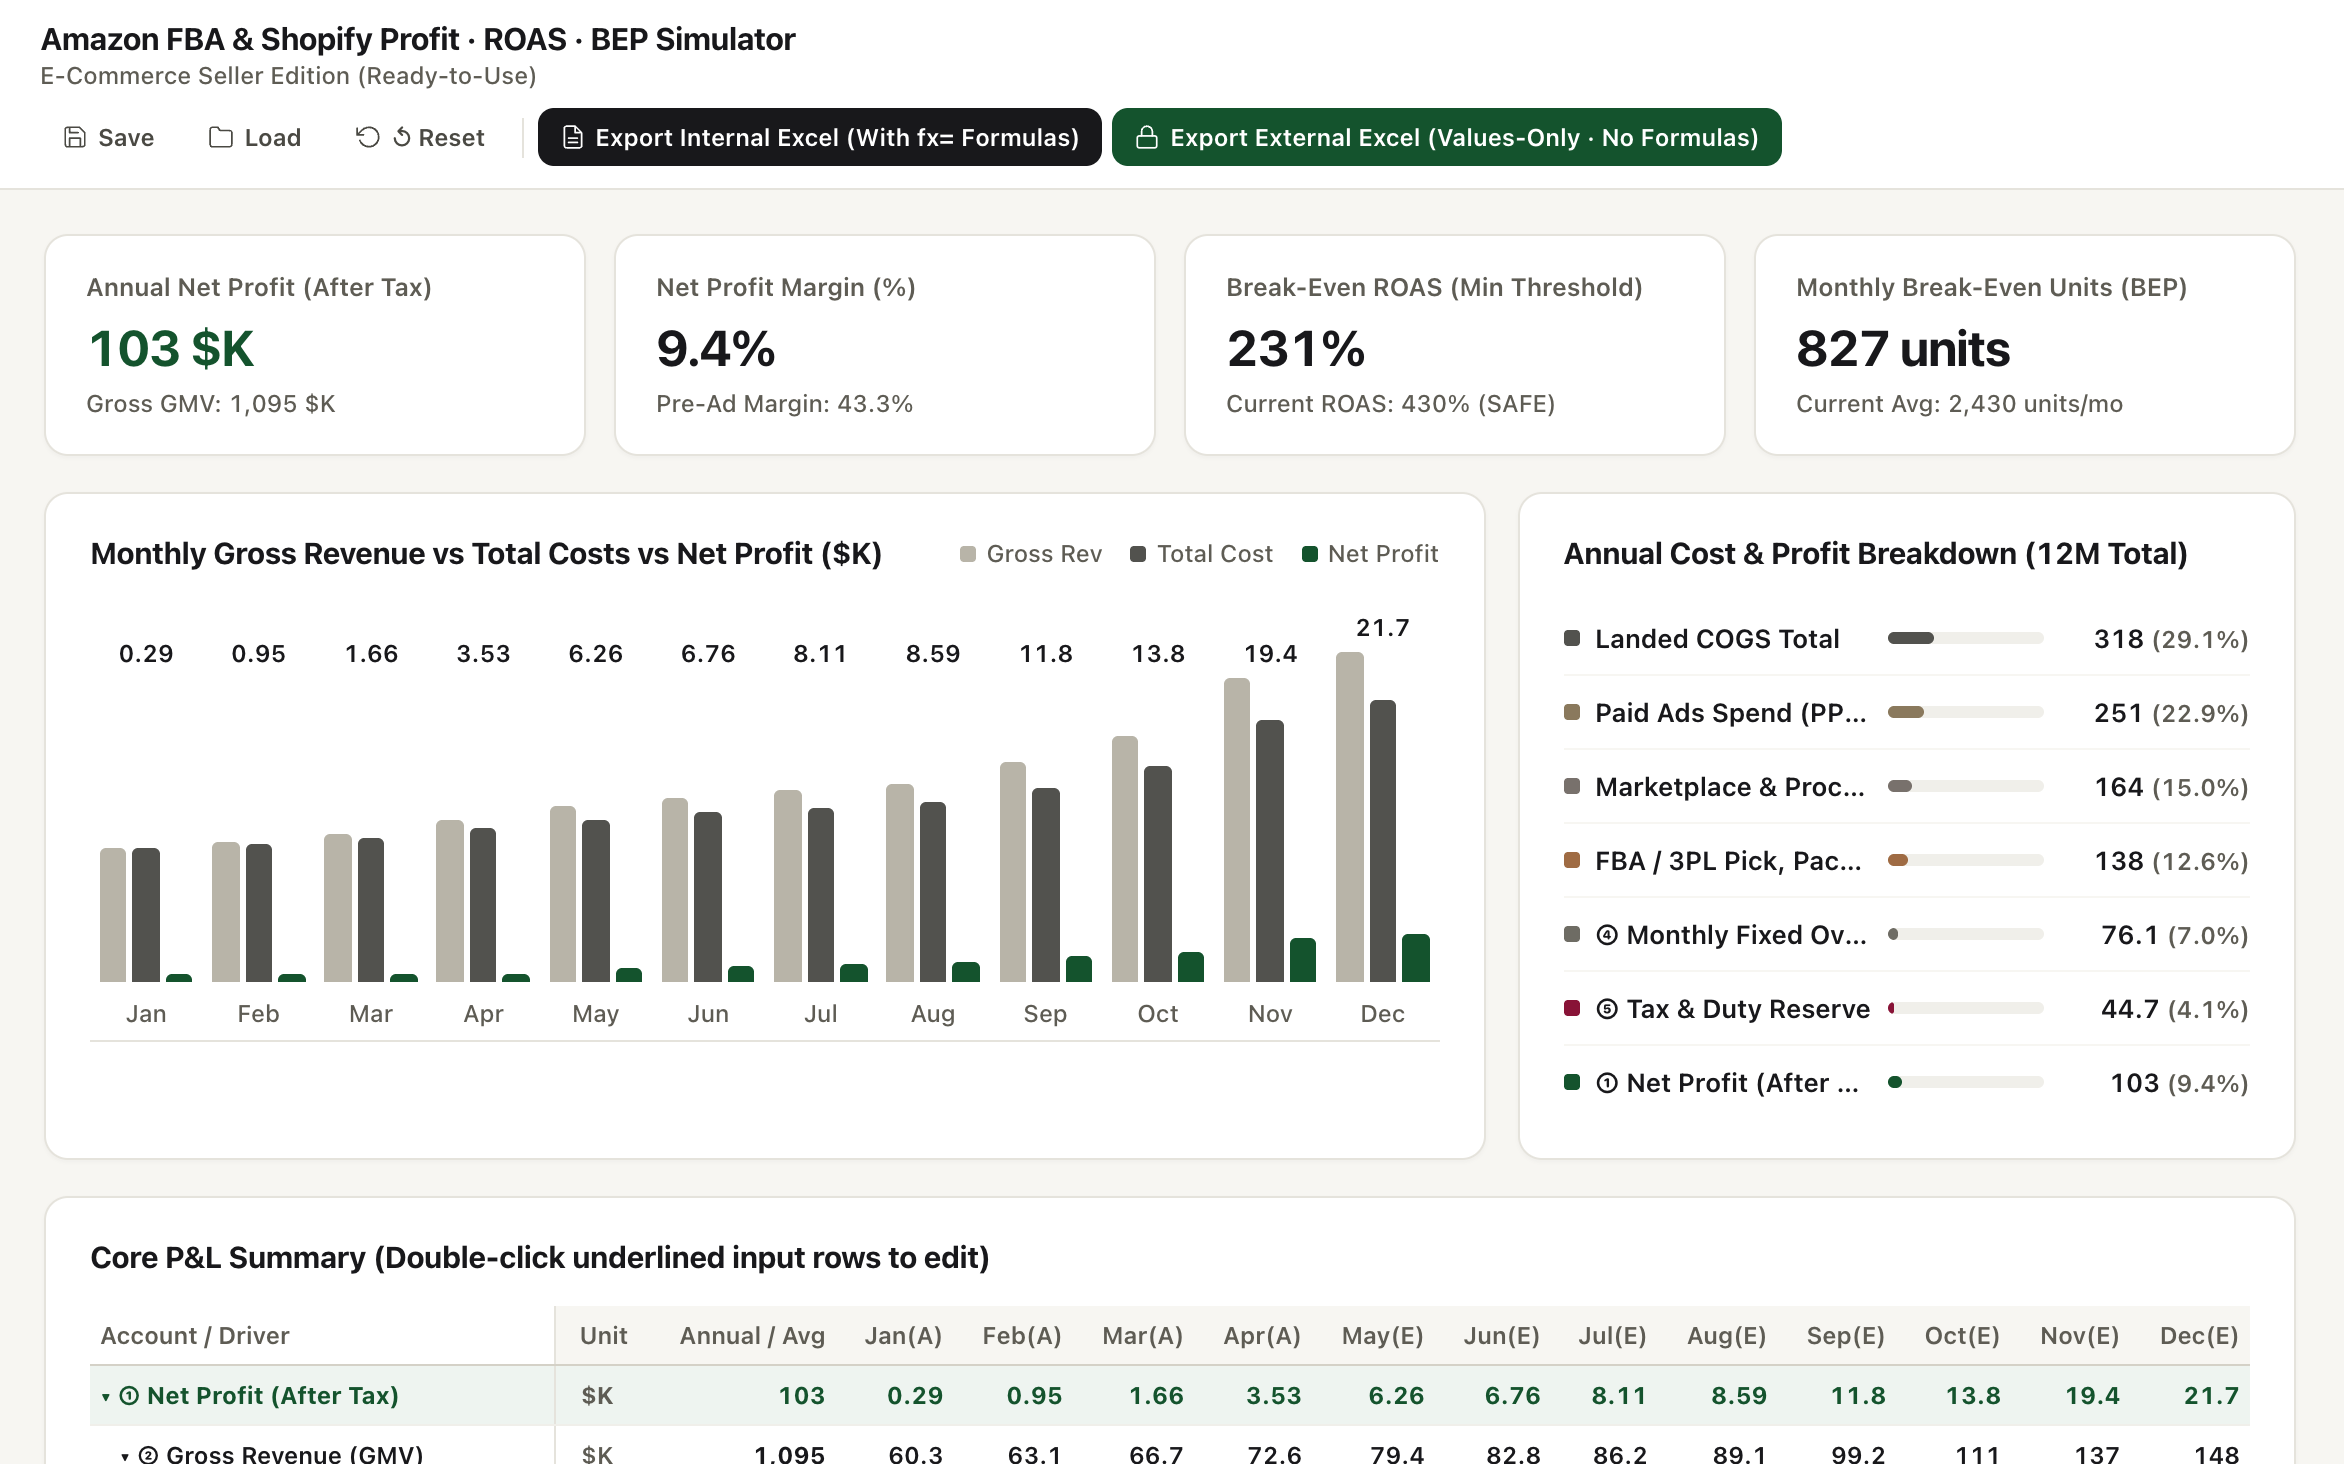 Amazon FBA & Shopify Profit · ROAS · BEP Simulator
E-Commerce Seller Edition (Ready-to-Use)
Save Load Reset Export Internal Excel (With fx= Formulas) Export External Excel (Values-Only · No Formulas)
Annual Net Profit (After Tax)
103 $K
Gross GMV: 1,095 $K
Net Profit Margin (%)
9.4%
Pre-Ad Margin: 43.3%
Break-Even ROAS (Min Threshold)
231%
Current ROAS: 430% (SAFE)
Monthly Break-Even Units (BEP)
827 units
Current Avg: 2,430 units/mo
Monthly Gross Revenue vs Total Costs vs Net Profit ($K)
Gross Rev Total Cost Net Profit
0.29 0.95 1.66 3.53 6.26 6.76 8.11 8.59 11.8 13.8 19.4 21.7
Jan Feb Mar Apr May Jun Jul Aug Sep Oct Nov Dec
Annual Cost & Profit Breakdown (12M Total)
Landed COGS Total 318 (29.1%)
Paid Ads Spend (PP... 251 (22.9%)
Marketplace & Proc... 164 (15.0%)
FBA / 3PL Pick, Pac... 138 (12.6%)
④ Monthly Fixed Ov... 76.1 (7.0%)
⑤ Tax & Duty Reserve 44.7 (4.1%)
① Net Profit (After ... 103 (9.4%)
Core P&L Summary (Double-click underlined input rows to edit)
Account / Driver Unit Annual / Avg Jan(A) Feb(A) Mar(A) Apr(A) May(E) Jun(E) Jul(E) Aug(E) Sep(E) Oct(E) Nov(E) Dec(E)
▾ ① Net Profit (After Tax) $K 103 0.29 0.95 1.66 3.53 6.26 6.76 8.11 8.59 11.8 13.8 19.4 21.7
▾ ② Gross Revenue (GMV) $K 1,095 60.3 63.1 66.7 72.6 79.4 82.8 86.2 89.1 99.2 111 137 148